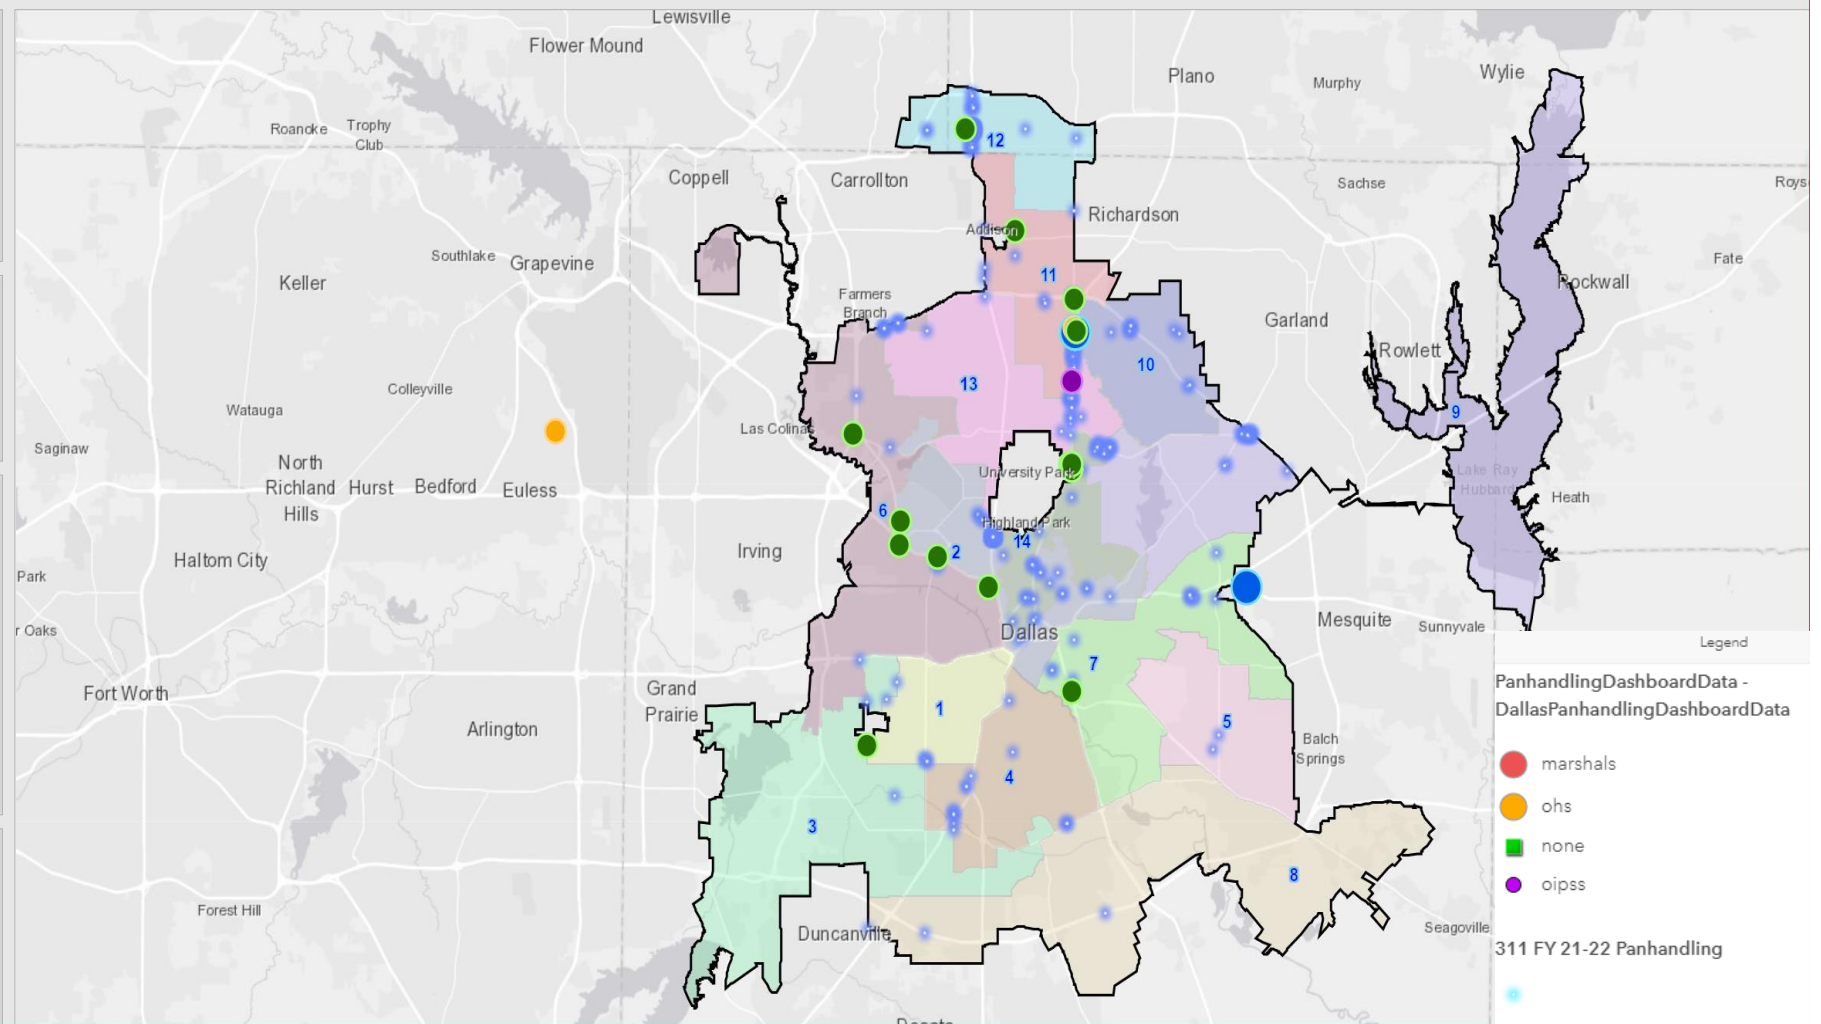 Lewisville
Flower Mound
Plano
Wylie
Murphy
Roanoke
Trophy
Club
12
Coppell
Carrollton
Sachse
Richardson
Addison
Southlake
Grapevine
Keller
11
Fate
Rockwall
Farmers
Branch
Garland
Rowlett
10
13
Colleyville
Watauga
9
Las Colinas
Saginaw
North
Richland
Hills
Hurst
Bedford
Euless
University Park
Lake Ray
Hubbard
Heath
6
Highland Park
14
2
Irving
Haltom City
Park
Mesquite
Sunnyvale
r Oaks
Dallas
7
Fort Worth
Grand
Prairie
Arlington
1
5
Balch
Springs
4
3
8
Forest Hill
Duncanville
Seagoville
Legend
PanhandlingDashboardData -
DallasPanhandlingDashboardData
marshals
ohs
none
oipss
311 FY 21-22 Panhandling